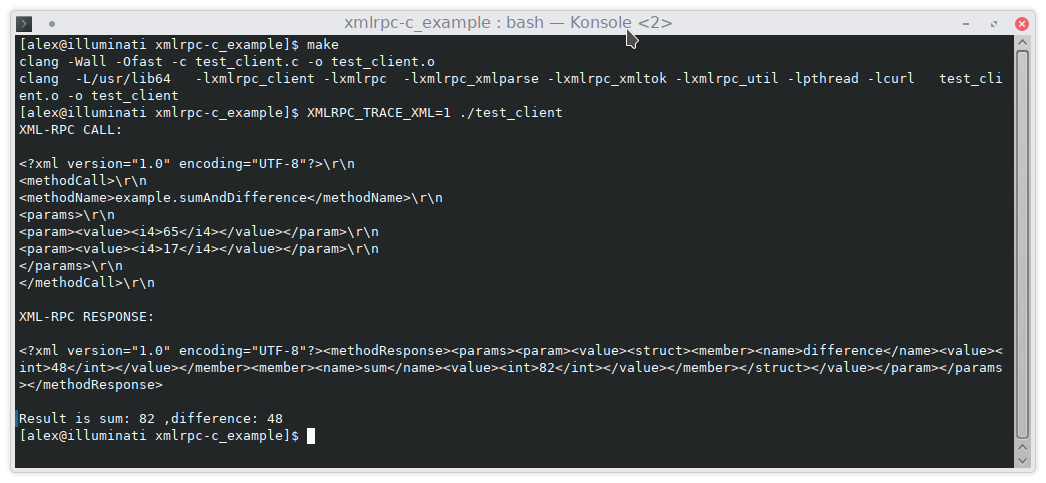 xmlrpc-c_example : bash — Konsole <2>
[alex@illuminati xmlrpc-c_example]$ make
clang -Wall -Ofast -c test_client.c -o test_client.o
clang  -L/usr/lib64   -lxmlrpc_client -lxmlrpc  -lxmlrpc_xmlparse -lxmlrpc_xmltok -lxmlrpc_util -lpthread -lcurl   test_cli
ent.o -o test_client
[alex@illuminati xmlrpc-c_example]$ XMLRPC_TRACE_XML=1 ./test_client
XML-RPC CALL:
<?xml version="1.0" encoding="UTF-8"?>\r\n
<methodCall>\r\n
<methodName>example.sumAndDifference</methodName>\r\n
<params>\r\n
<param><value><i4>65</i4></value></param>\r\n
<param><value><i4>17</i4></value></param>\r\n
</params>\r\n
</methodCall>\r\n
XML-RPC RESPONSE:
<?xml version="1.0" encoding="UTF-8"?><methodResponse><params><param><value><struct><member><name>difference</name><value><
int>48</int></value></member><member><name>sum</name><value><int>82</int></value></member></struct></value></param></params
></methodResponse>
Result is sum: 82 ,difference: 48
[alex@illuminati xmlrpc-c_example]$